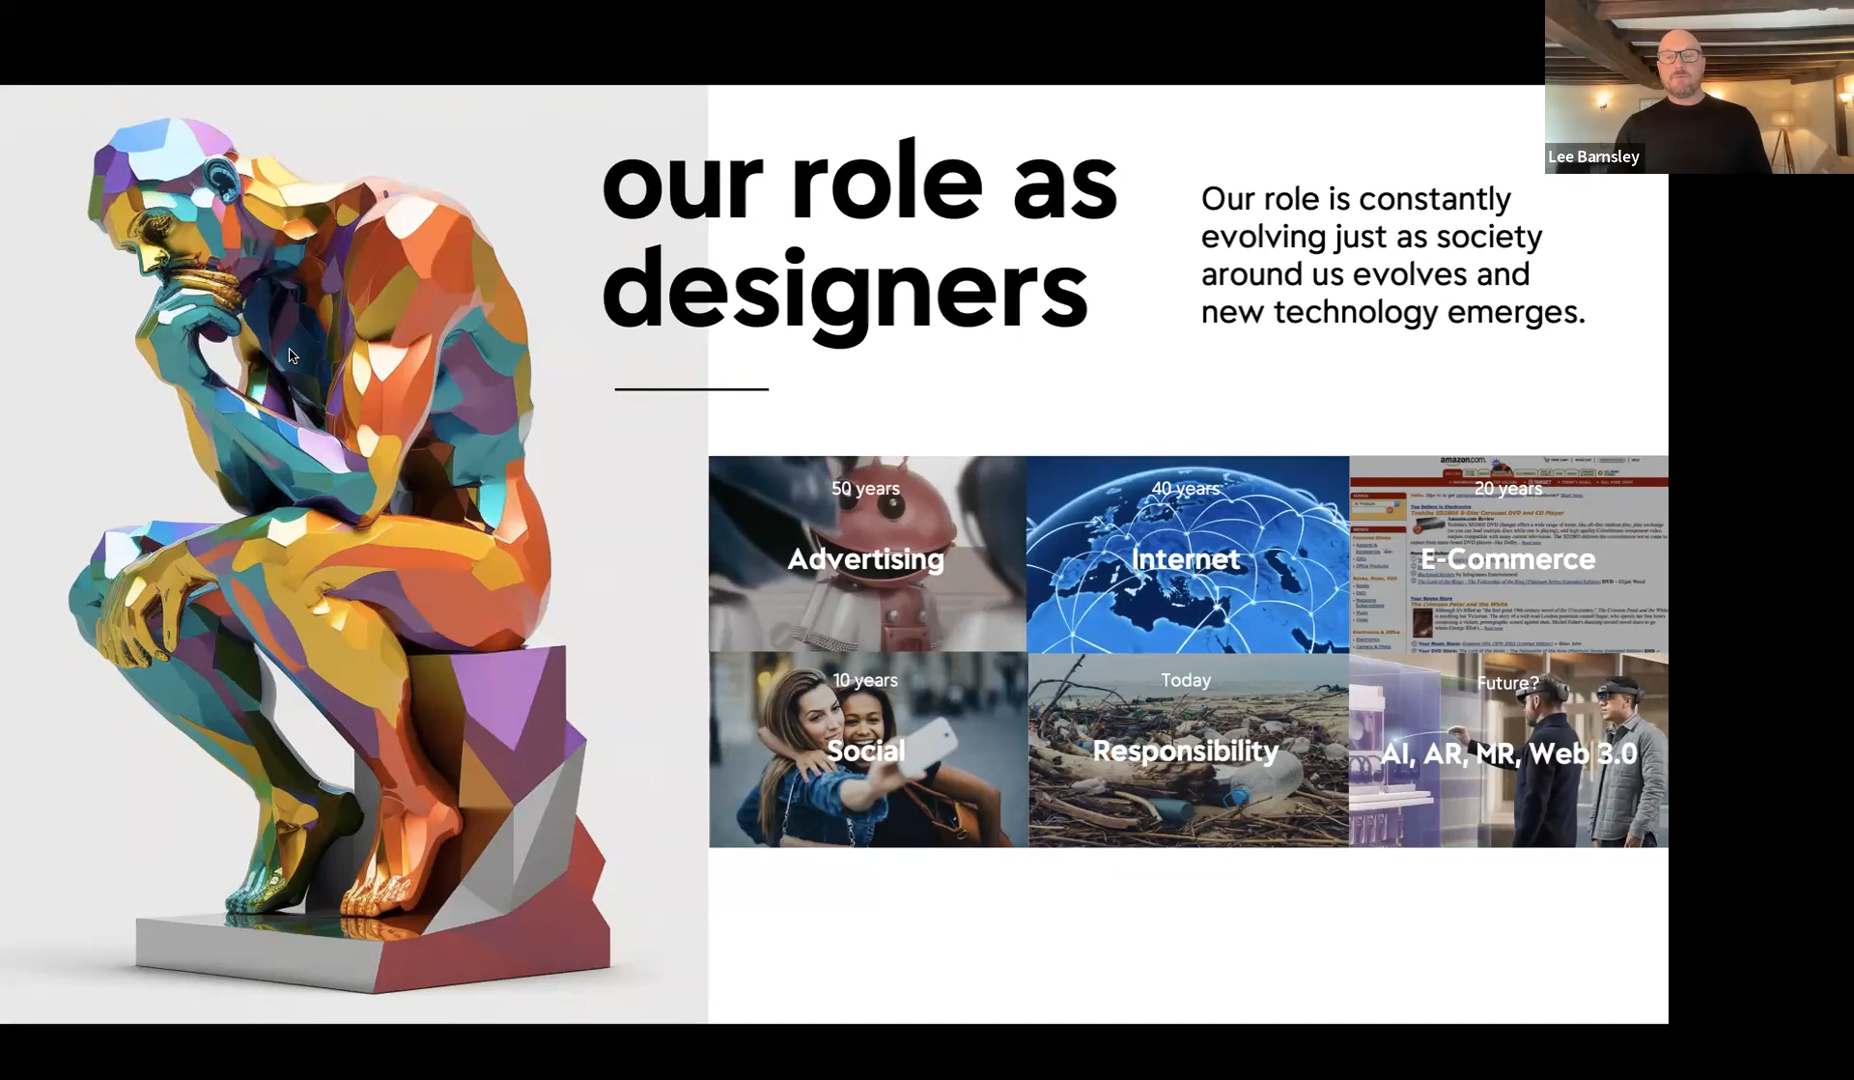 Lee Barnsley
our role as
designers
Our role is constantly
evolving just as society
around us evolves and
new technology emerges.
50 years
Advertising
40 years
Internet
amazon.com.
20 years
E-Commerce
10 years
Social
Today
Responsibility
Future?
AI, AR, MR, Web 3.0